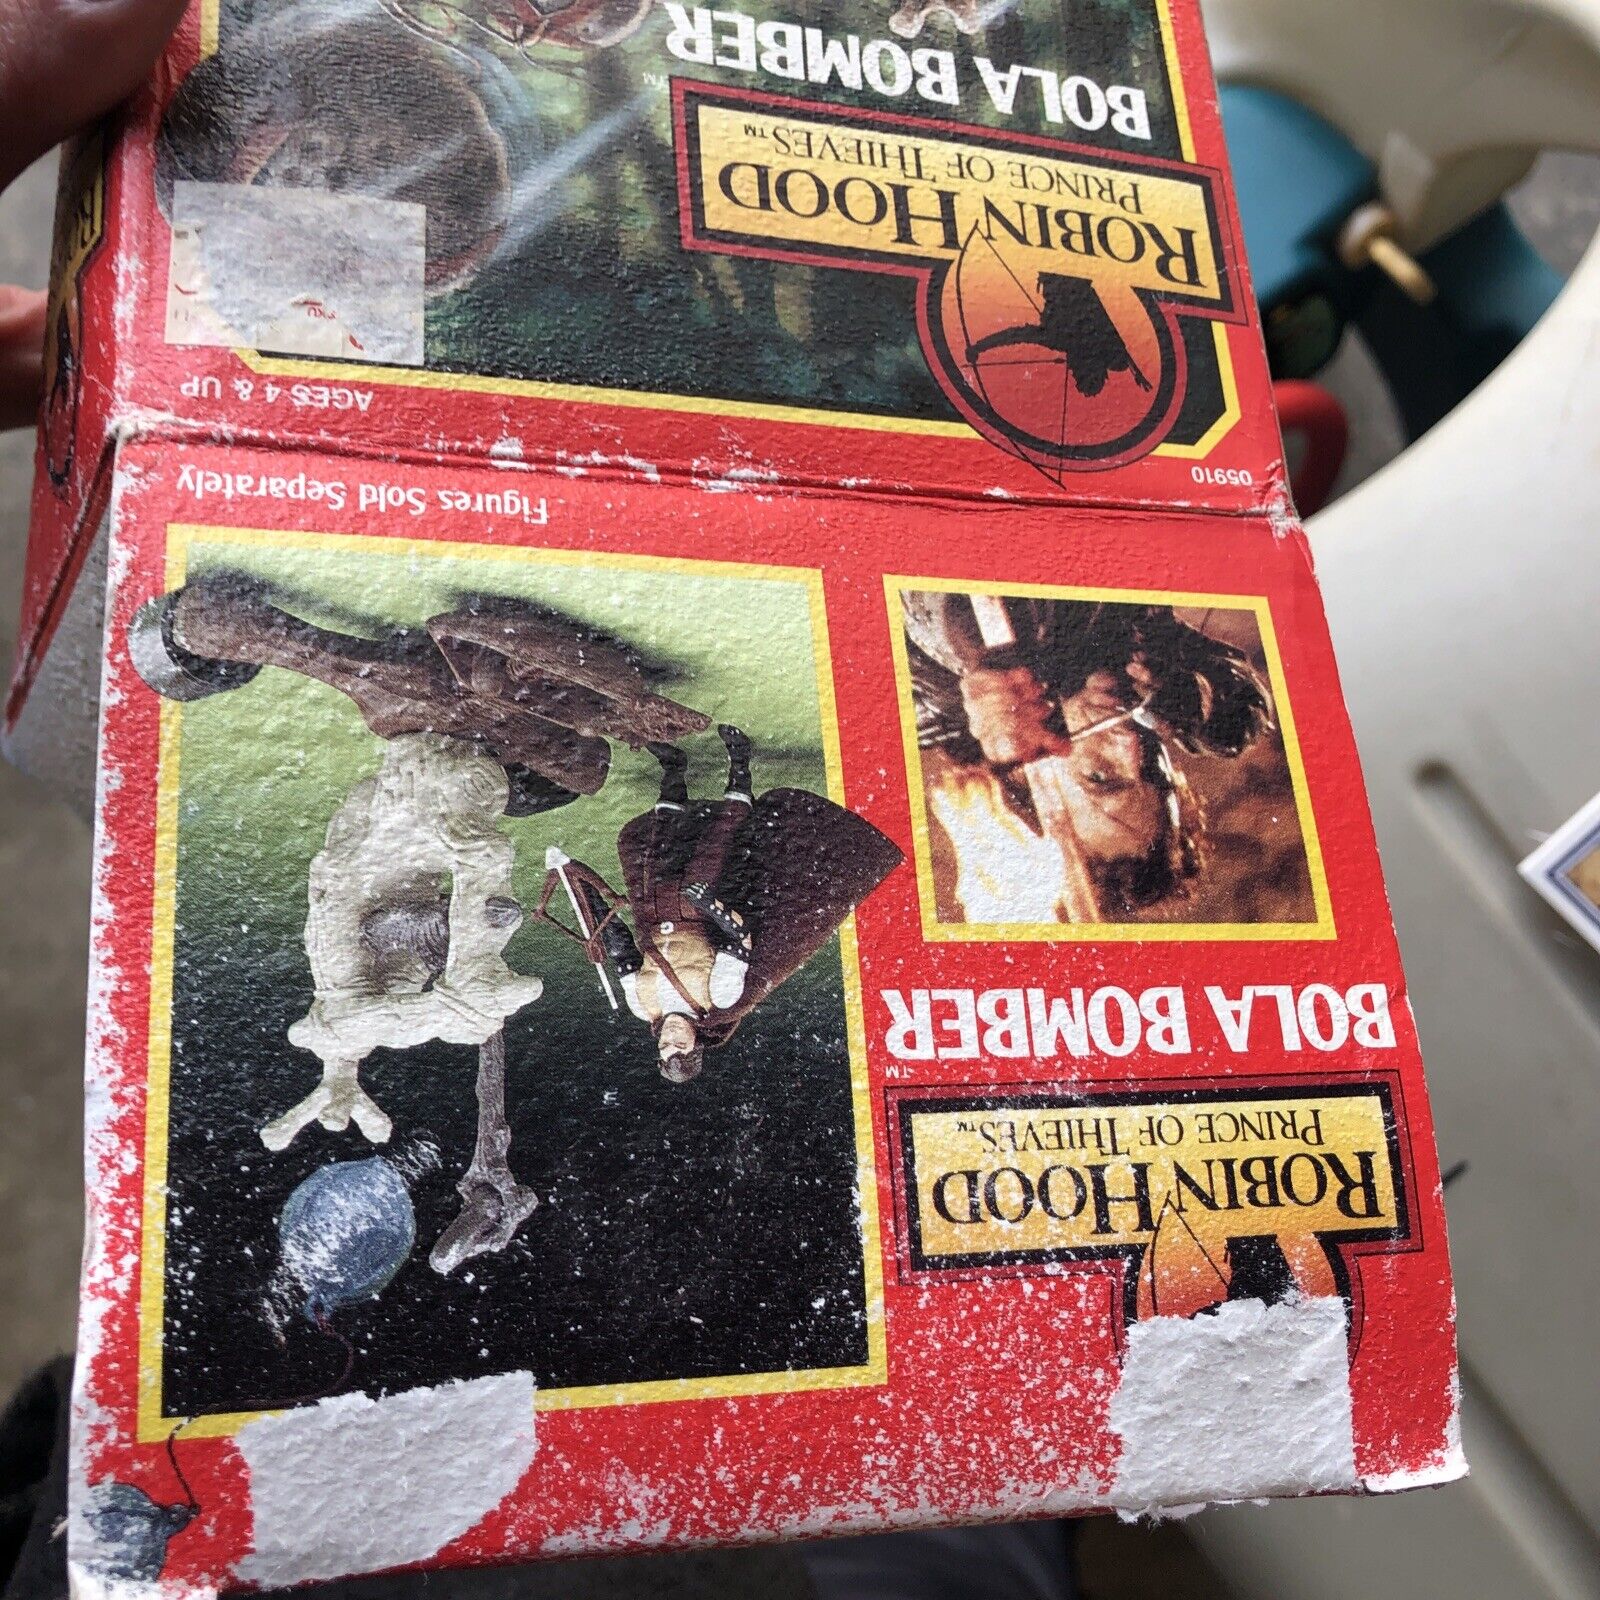 ROBIN HOOD
PRINCE OF THIEVES™
BOLA BOMBER™
Figures Sold Separately
05910
AGES 4 & UP
ROBIN HOOD
PRINCE OF THIEVES™
BOLA BOMBER™